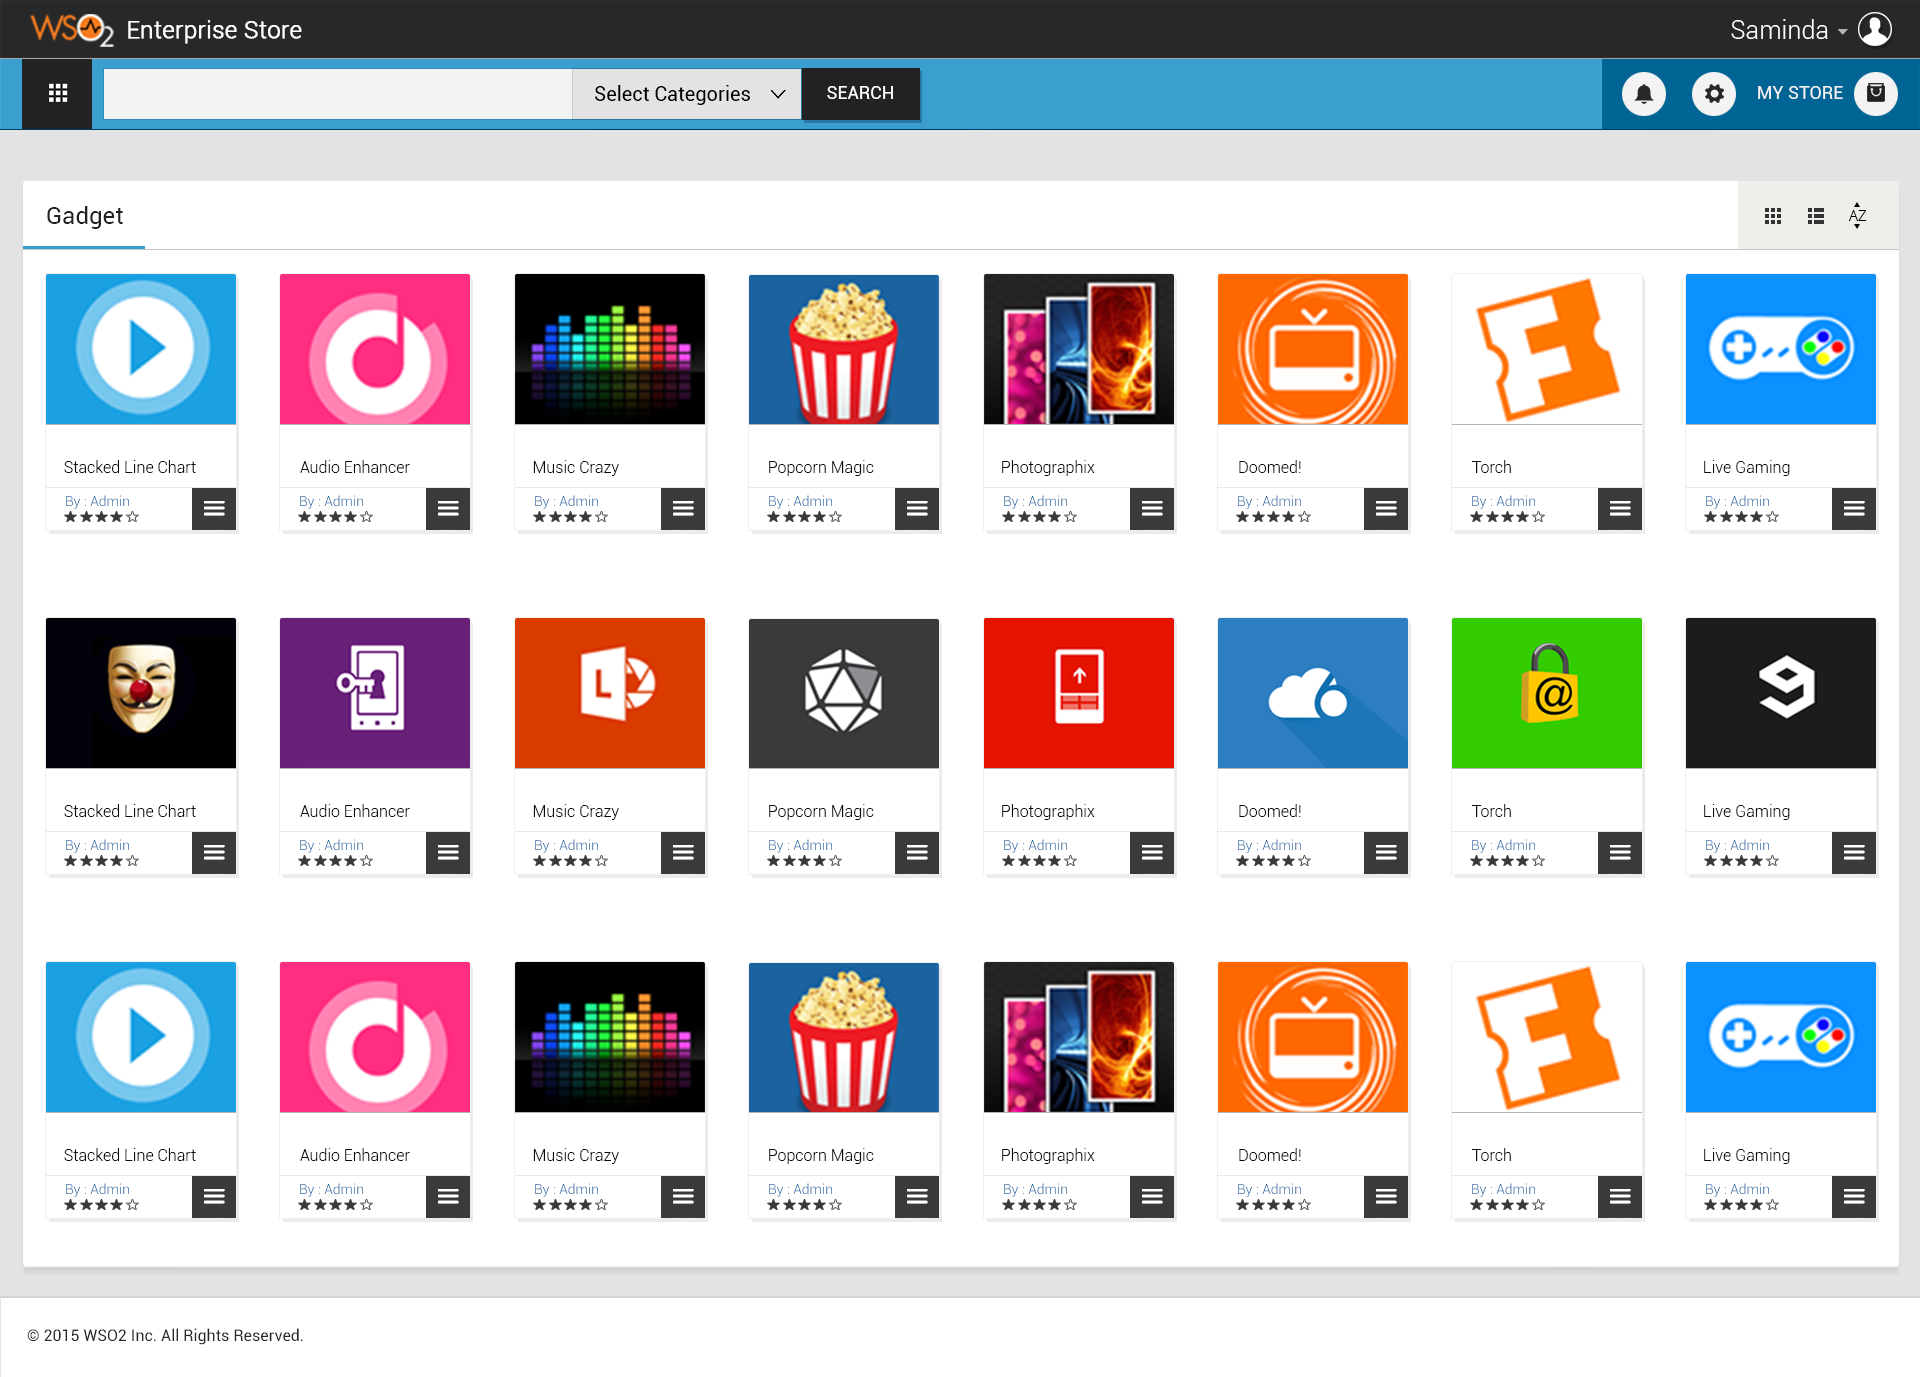 WSO2 Enterprise Store
Saminda
Select Categories
SEARCH
MY STORE
Gadget
AZ
Stacked Line Chart
By : Admin
Audio Enhancer
By : Admin
Music Crazy
By : Admin
Popcorn Magic
By : Admin
Photographix
By : Admin
Doomed!
By : Admin
Torch
By : Admin
Live Gaming
By : Admin
L
@
9
Stacked Line Chart
By : Admin
Audio Enhancer
By : Admin
Music Crazy
By : Admin
Popcorn Magic
By : Admin
Photographix
By : Admin
Doomed!
By : Admin
Torch
By : Admin
Live Gaming
By : Admin
Stacked Line Chart
By : Admin
Audio Enhancer
By : Admin
Music Crazy
By : Admin
Popcorn Magic
By : Admin
Photographix
By : Admin
Doomed!
By : Admin
Torch
By : Admin
Live Gaming
By : Admin
© 2015 WSO2 Inc. All Rights Reserved.